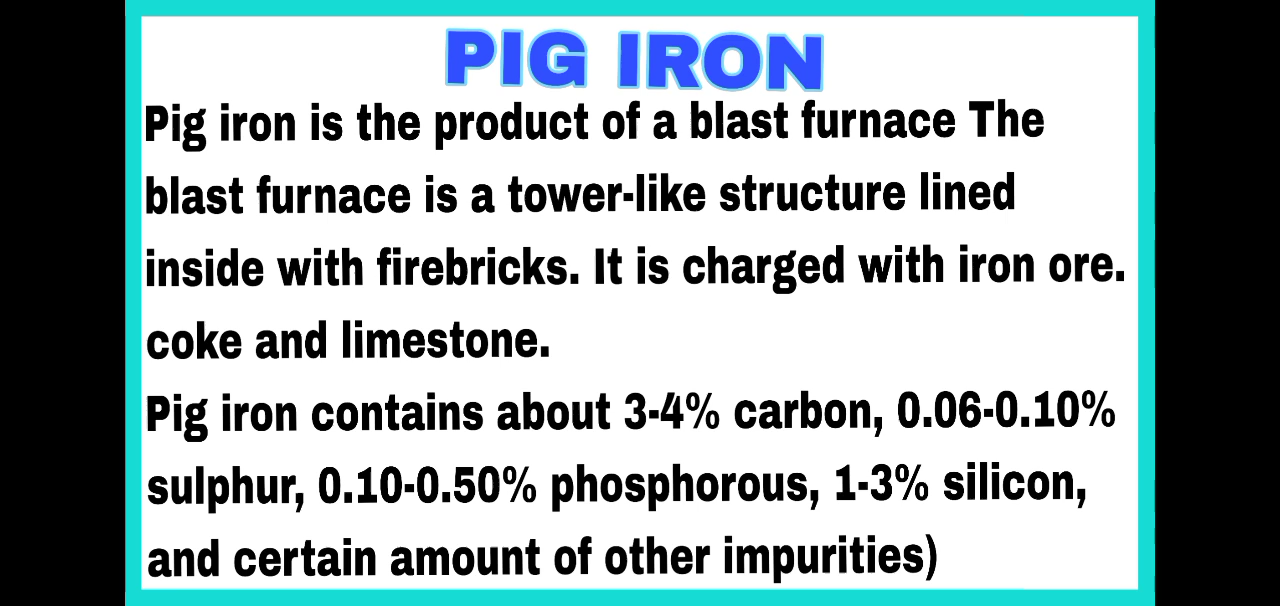 PIG IRON
Pig iron is the product of a blast furnace The
blast furnace is a tower-like structure lined
inside with firebricks. It is charged with iron ore.
coke and limestone.
Pig iron contains about 3-4% carbon, 0.06-0.10%
sulphur, 0.10-0.50% phosphorous, 1-3% silicon,
and certain amount of other impurities)